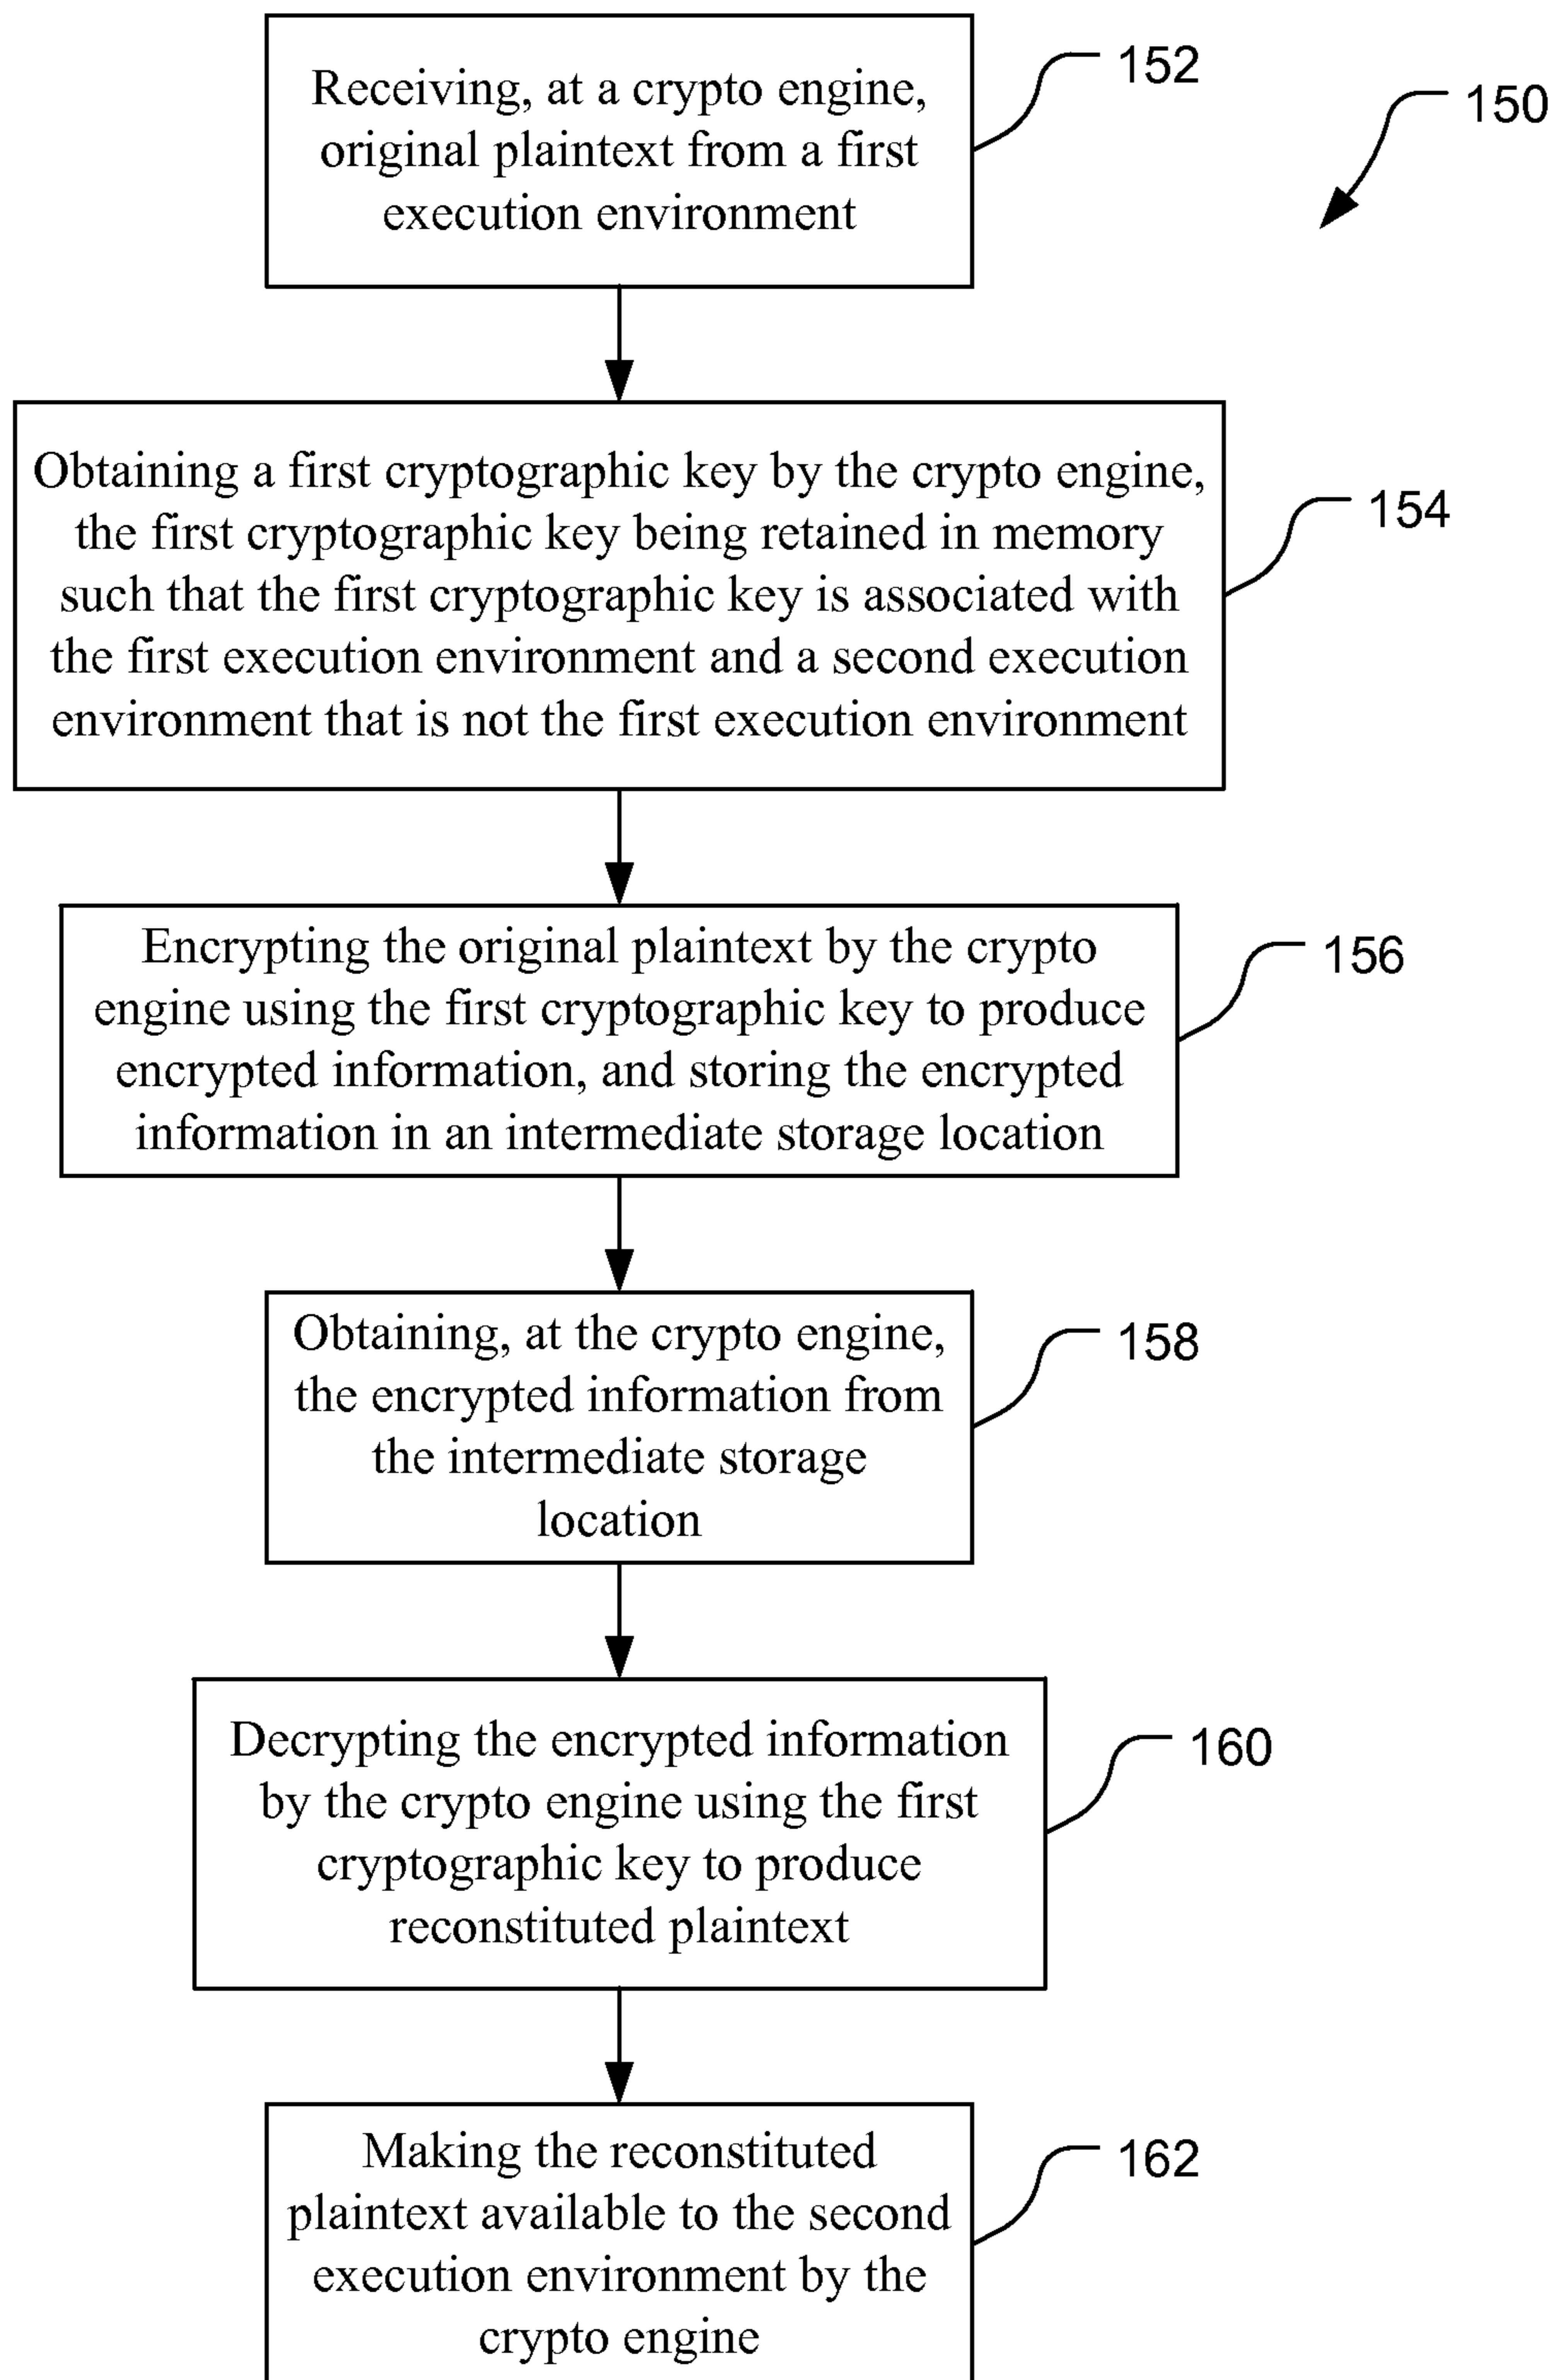 Receiving, at a crypto engine,
original plaintext from a first
execution environment
152
150
Obtaining a first cryptographic key by the crypto engine,
the first cryptographic key being retained in memory
such that the first cryptographic key is associated with
the first execution environment and a second execution
environment that is not the first execution environment
154
Encrypting the original plaintext by the crypto
engine using the first cryptographic key to produce
encrypted information, and storing the encrypted
information in an intermediate storage location
156
Obtaining, at the crypto engine,
the encrypted information from
the intermediate storage
location
158
Decrypting the encrypted information
by the crypto engine using the first
cryptographic key to produce
reconstituted plaintext
160
Making the reconstituted
plaintext available to the second
execution environment by the
crypto engine
162